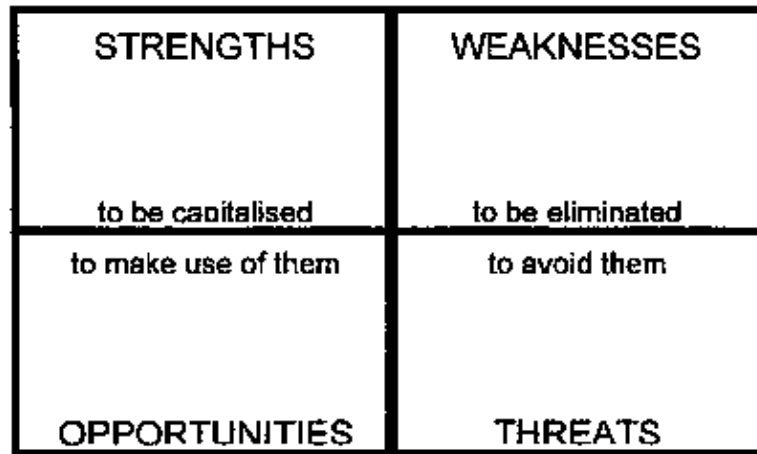 STRENGTHS
WEAKNESSES
to be capitalised
to be eliminated
to make use of them
to avoid them
OPPORTUNITIES
THREATS